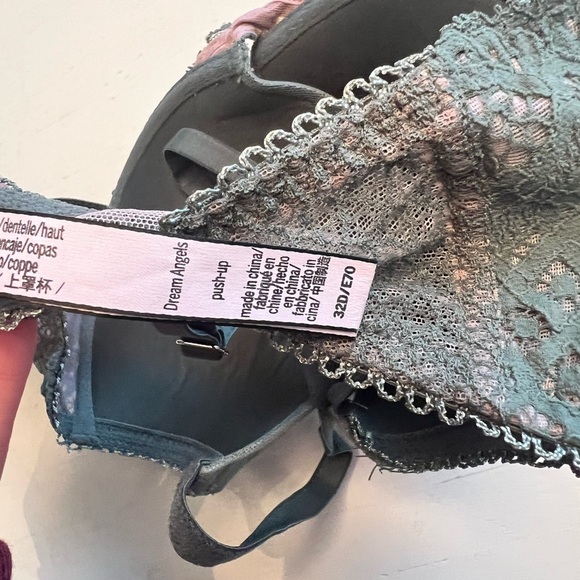 /dentelle/haut
encaje/copas
o/coppe
上罩杯 /
Dream Angels
push-up
made in china/
fabriqué en
chine/hecho
en china/
fabbricato in
cina/ 中国制造
32D/E70